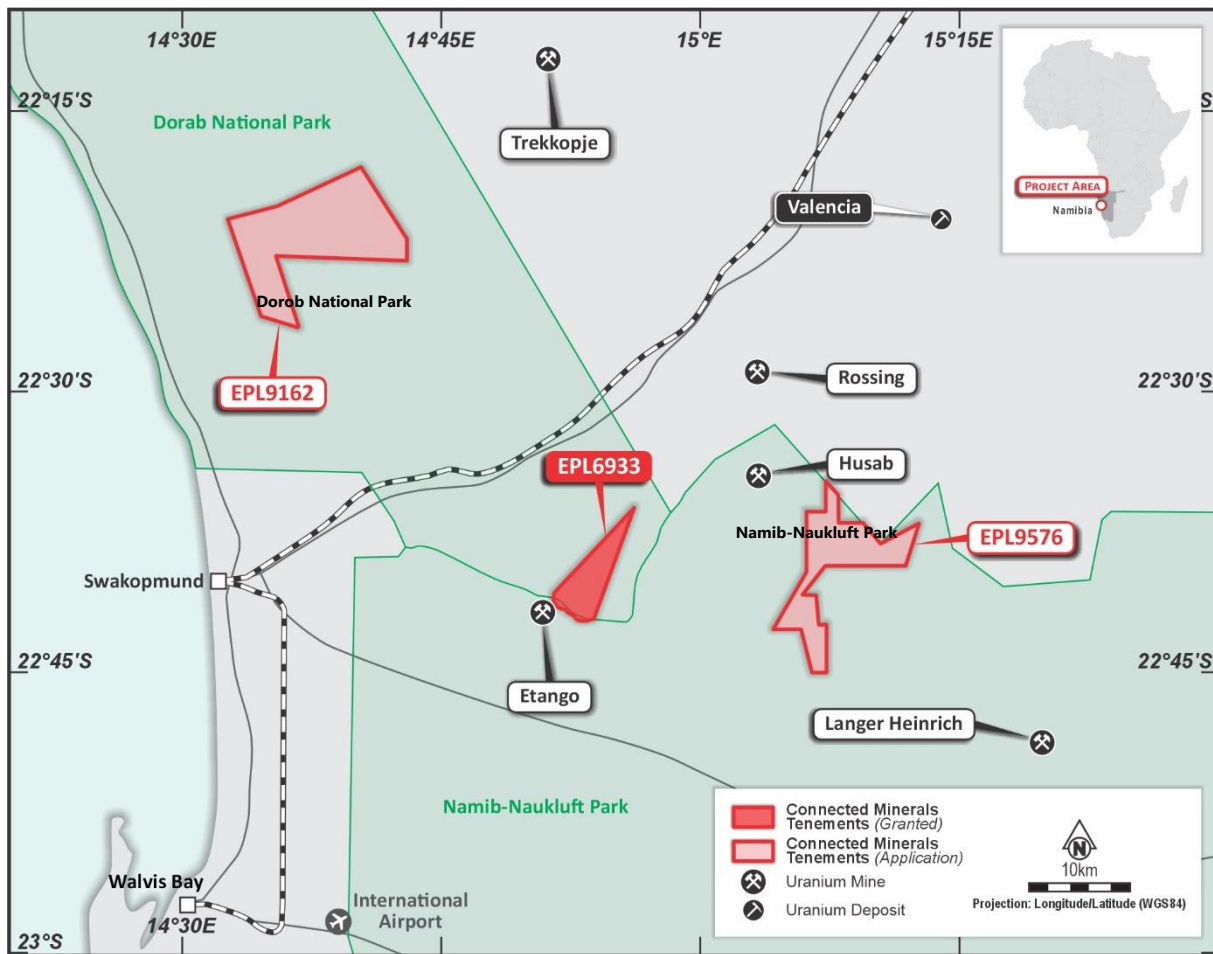 14°30E
14°45E
15°E
15°15E
22°15'S
S
Dorab National Park
Trekkopje
PROJECT AREA
Namibia
Valencia
Dorob National Park
EPL9162
22°30'S
22°30'S
Rossing
EPL6933
Husab
Namib-Naukluft Park
EPL9576
Swakopmund
22°45'S
22°45'S
Etango
Langer Heinrich
Namib-Naukluft Park
Walvis Bay
14°30E
International
Airport
23°S
Connected Minerals
Tenements (Granted)
Connected Minerals
Tenements (Application)
Uranium Mine
Uranium Deposit
N
10km
Projection: Longitude/Latitude (WGS84)